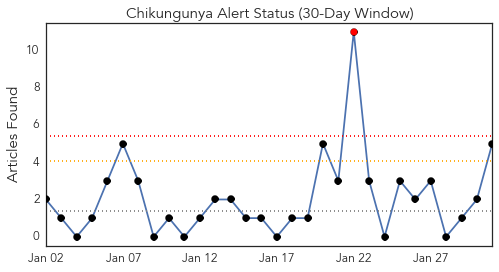 Chikungunya Alert Status (30-Day Window)
Articles Found
10
8
6
4
2
0
Jan 02 Jan 07 Jan 12 Jan 17 Jan 22 Jan 27